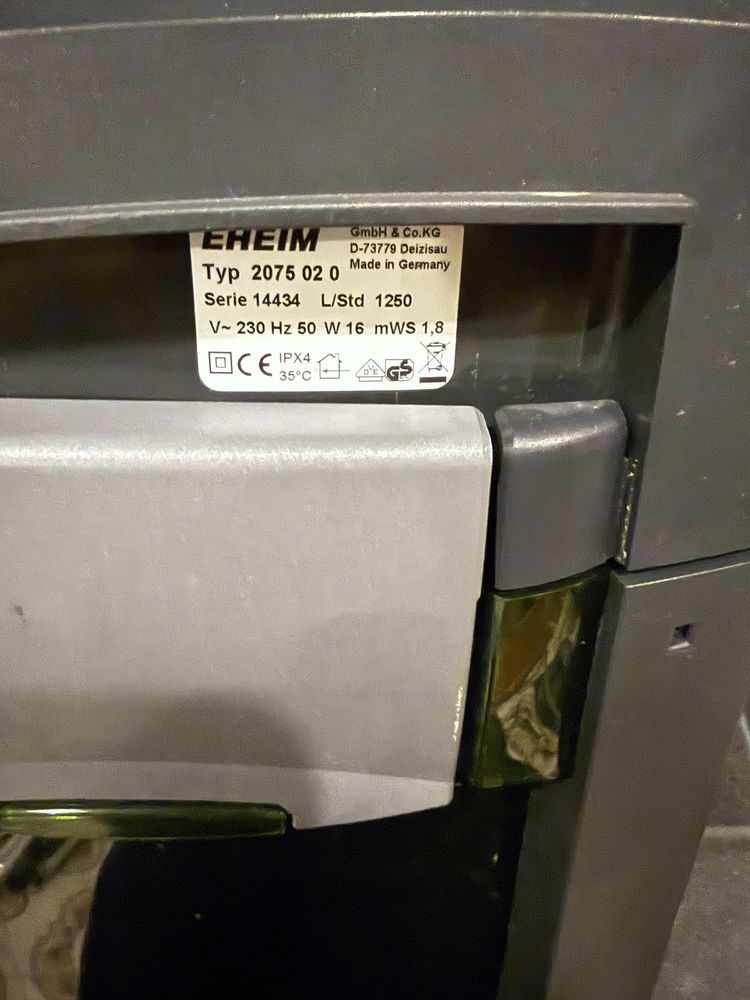 EHEIM
GmbH & Co.KG
D-73779 Deizisau
Made in Germany
Typ 2075 02 0
Serie 14434 L/Std 1250
V~ 230 Hz 50 W 16 mWS 1,8
CE IPX4
35°C
VDE GS